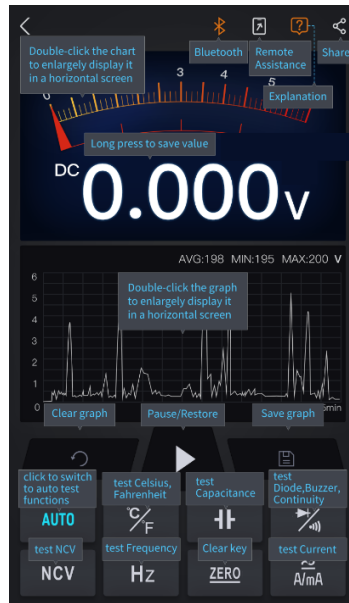 Double-click the chart
to enlargely display it
in a horizontal screen
Bluetooth
Remote
Assistance
Share
Explanation
0
3
4
5
Long press to save value
DC
0.000V
AVG:198 MIN:195 MAX:200 V
6
5
4
3
2
1
0
Double-click the graph
to enlargely display it
in a horizontal screen
Clear graph
Pause/Restore
Save graph
click to switch
to auto test
functions
test Celsius,
Fahrenheit
test
Capacitance
test
Diode,Buzzer,
Continuity
AUTO
℃/F
test NCV
test Frequency
Clear key
test Current
NCV
Hz
ZERO
A/mA